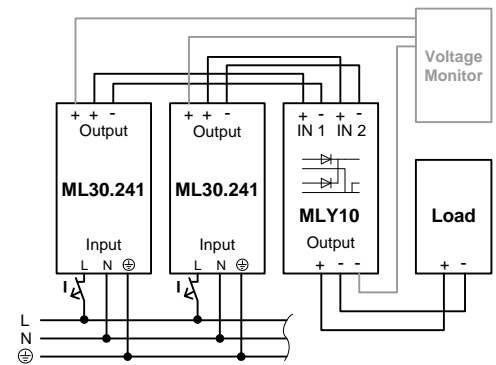 Voltage
Monitor
+ + -
Output
ML30.241
Input
L N ⏚
I
+ + -
Output
ML30.241
Input
L N ⏚
I
+ - + -
IN 1 IN 2
MLY10
Output
+ - -
Load
+ -
L
N
⏚